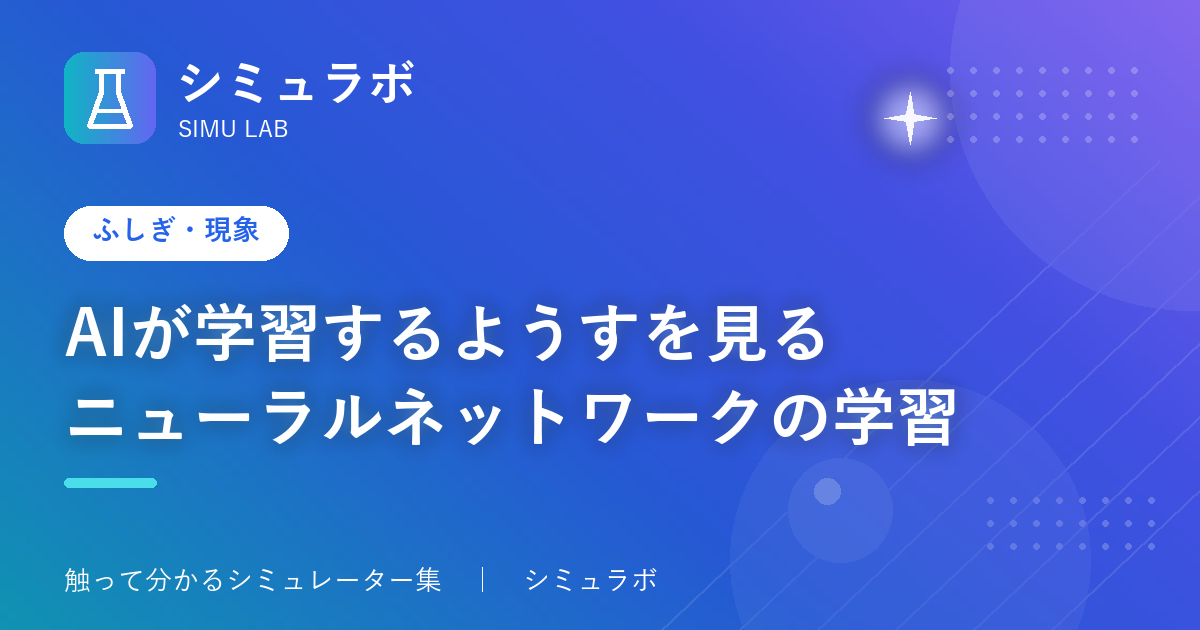 シミュラボ
SIMU LAB
ふしぎ・現象
AIが学習するようすを見る
ニューラルネットワークの学習
触って分かるシミュレーター集 | シミュラボ